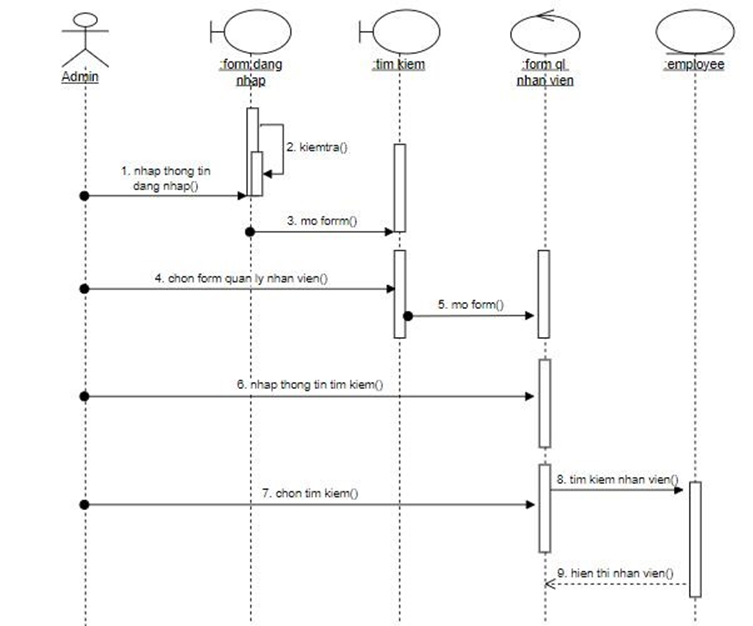 Admin
:form dang
nhap
:tim kiem
:form ql
nhan vien
:employee
2. kiemtra()
1. nhap thong tin
dang nhap()
3. mo forrm()
4. chon form quan ly nhan vien()
5. mo form()
6. nhap thong tin tim kiem()
7. chon tim kiem()
8. tim kiem nhan vien()
9. hien thi nhan vien()